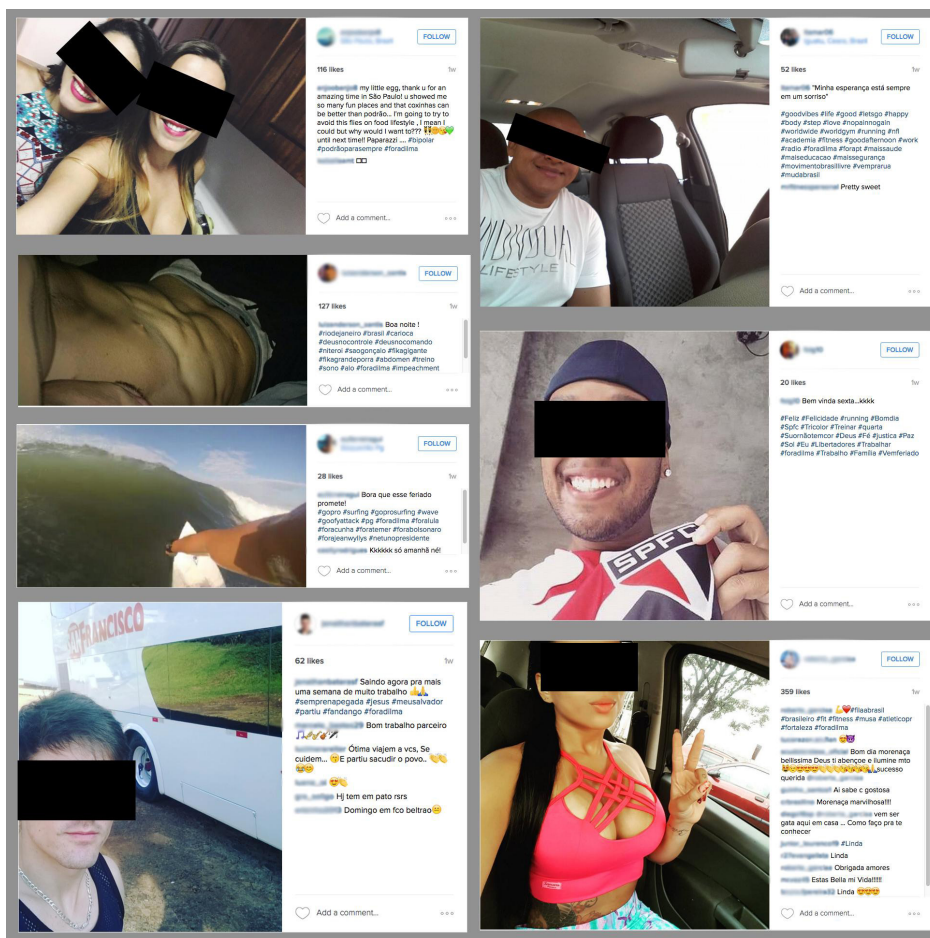 FOLLOW
116 likes 1w
my little egg, thank u for an
amazing time in São Paulo! u showed me
so many fun places and that coxinhas can
be better than podrão... I'm going to try to
avoid this flies on food lifestyle , I mean I
could but why would I want to???
until next time!! Paparazzi .... #bipolar
#podrãoparasempre #foradilma
Add a comment...
FOLLOW
127 likes 1w
Boa noite !
#riodejaneiro #brasil #carioca
#deusnocontrole #deusnocomando
#niteroi #saogonçalo #fikagigante
#fikagrandeporra #abdomen #treino
#sono #alo #foradilma #impeachment
Add a comment...
FOLLOW
28 likes 1w
Bora que esse feriado
promete!
#gopro #surfing #goprosurfing #wave
#goofyattack #pg #foradilma #foralula
#foracunha #foratemer #forabolsonaro
#forajeanwyllys #netunopresidente
Kkkkkk só amanhã né!
Add a comment...
FRANCISCO
FOLLOW
62 likes 1w
Saindo agora pra mais
uma semana de muito trabalho
#semprenapegada #jesus #meusalvador
#partiu #fandango #foradilma
Bom trabalho parceiro
Ótima viajem a vcs, Se
cuidem... E partiu sacudir o povo..
Hj tem em pato rsrs
Domingo em fco beltrao
Add a comment...
INDIVIDUAL
LIFESTYLE
FOLLOW
52 likes 1w
"Minha esperança está sempre
em um sorriso"
#goodvibes #life #good #letsgo #happy
#body #step #love #nopainnogain
#worldwide #worldgym #running #nfl
#academia #fitness #goodafternoon #work
#radio #foradilma #forapt #maissaude
#maiseducacao #maissegurança
#movimentobrasillivre #vemprarua
#mudabrasil
Pretty sweet
Add a comment...
SPFC
FOLLOW
20 likes 1w
Bem vinda sexta...kkkk
#Feliz #Felicidade #running #Bomdia
#Spfc #Tricolor #Treinar #quarta
#Suornãotemcor #Deus #Fé #justica #Paz
#Sol #Eu #Libertadores #Trabalhar
#foradilma #Trabalho #Família #Vemferiado
Add a comment...
FOLLOW
359 likes 1w
#filaabrasil
#brasileiro #fit #fitness #musa #atleticopr
#fortaleza #foradilma
Bom dia morenaça
bellissima Deus ti abençoe e ilumine mto
sucesso
querida
Ai sabe c gostosa
Morenaça marvilhosa!!!!
vem ser
gata aqui em casa ... Como faço pra te
conhecer
#Linda
Linda
Obrigada amores
Estas Bella mi Vida!!!!!!
Linda
Add a comment...